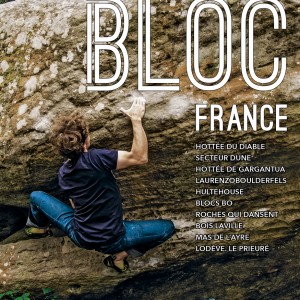 BLOC
FRANCE
HOTTÉE DU DIABLE
SECTEUR DUNE
HOTTÉE DE GARGANTUA
LAURENZOBOULDERFELS
HULTEHOUSE
BLOCS BO
ROCHES QUI DANSENT
BOIS LAVILLE
MAS DE L'AYRE
LODÈVE, LE PRIEURÉ